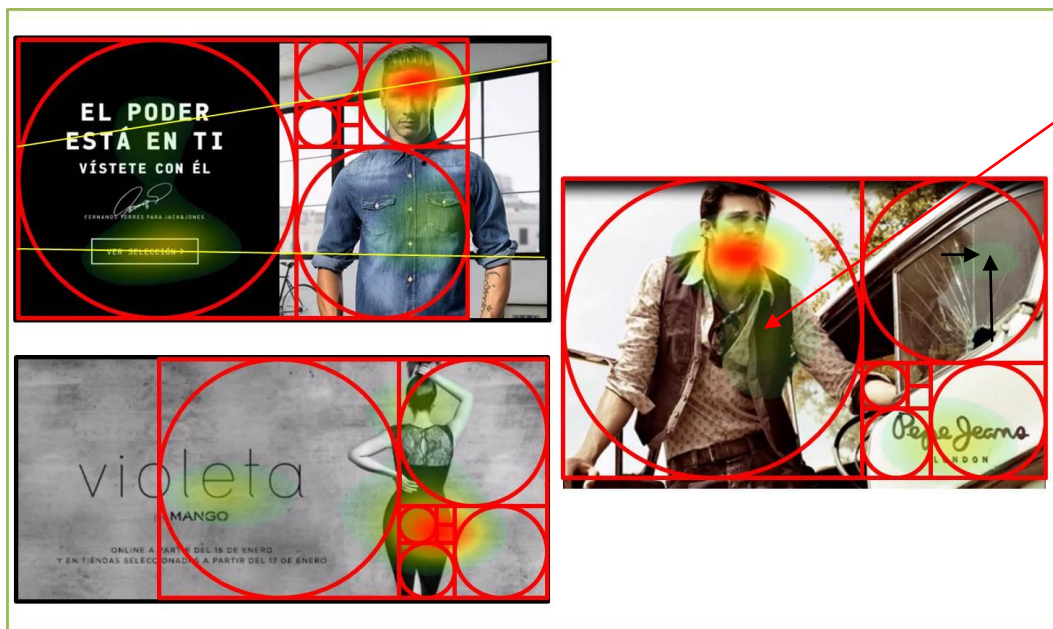 EL PODER
ESTÁ EN TI
VÍSTETE CON ÉL
FERNANDO TORRES PARA JACK&JONES
VER SELECCIÓN >
violeta
MANGO
ONLINE A PARTIR DEL 15 DE ENERO
Y EN TIENDAS SELECCIONADAS A PARTIR DEL 17 DE ENERO
Pepe Jeans
LONDON